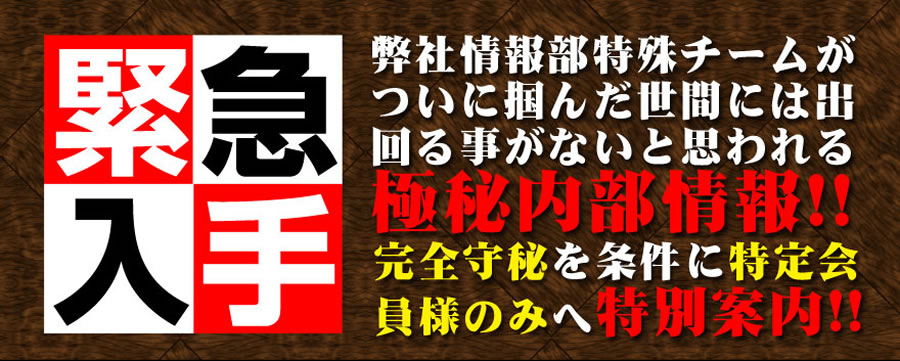 緊急
入手
弊社情報部特殊チームが
ついに掴んだ世間には出
回る事がないと思われる
極秘内部情報!!
完全守秘を条件に特定会
員様のみへ特別案内!!